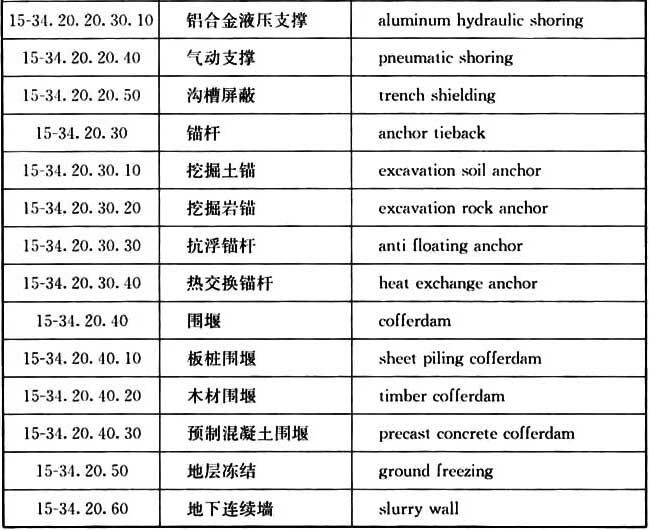 15-34.20.20.30.10 铝合金液压支撑 aluminum hydraulic shoring
15-34.20.20.40 气动支撑 pneumatic shoring
15-34.20.20.50 沟槽屏蔽 trench shielding
15-34.20.30 锚杆 anchor tieback
15-34.20.30.10 挖掘土锚 excavation soil anchor
15-34.20.30.20 挖掘岩锚 excavation rock anchor
15-34.20.30.30 抗浮锚杆 anti floating anchor
15-34.20.30.40 热交换锚杆 heat exchange anchor
15-34.20.40 围堰 cofferdam
15-34.20.40.10 板桩围堰 sheet piling cofferdam
15-34.20.40.20 木材围堰 timber cofferdam
15-34.20.40.30 预制混凝土围堰 precast concrete cofferdam
15-34.20.50 地层冻结 ground freezing
15-34.20.60 地下连续墙 slurry wall